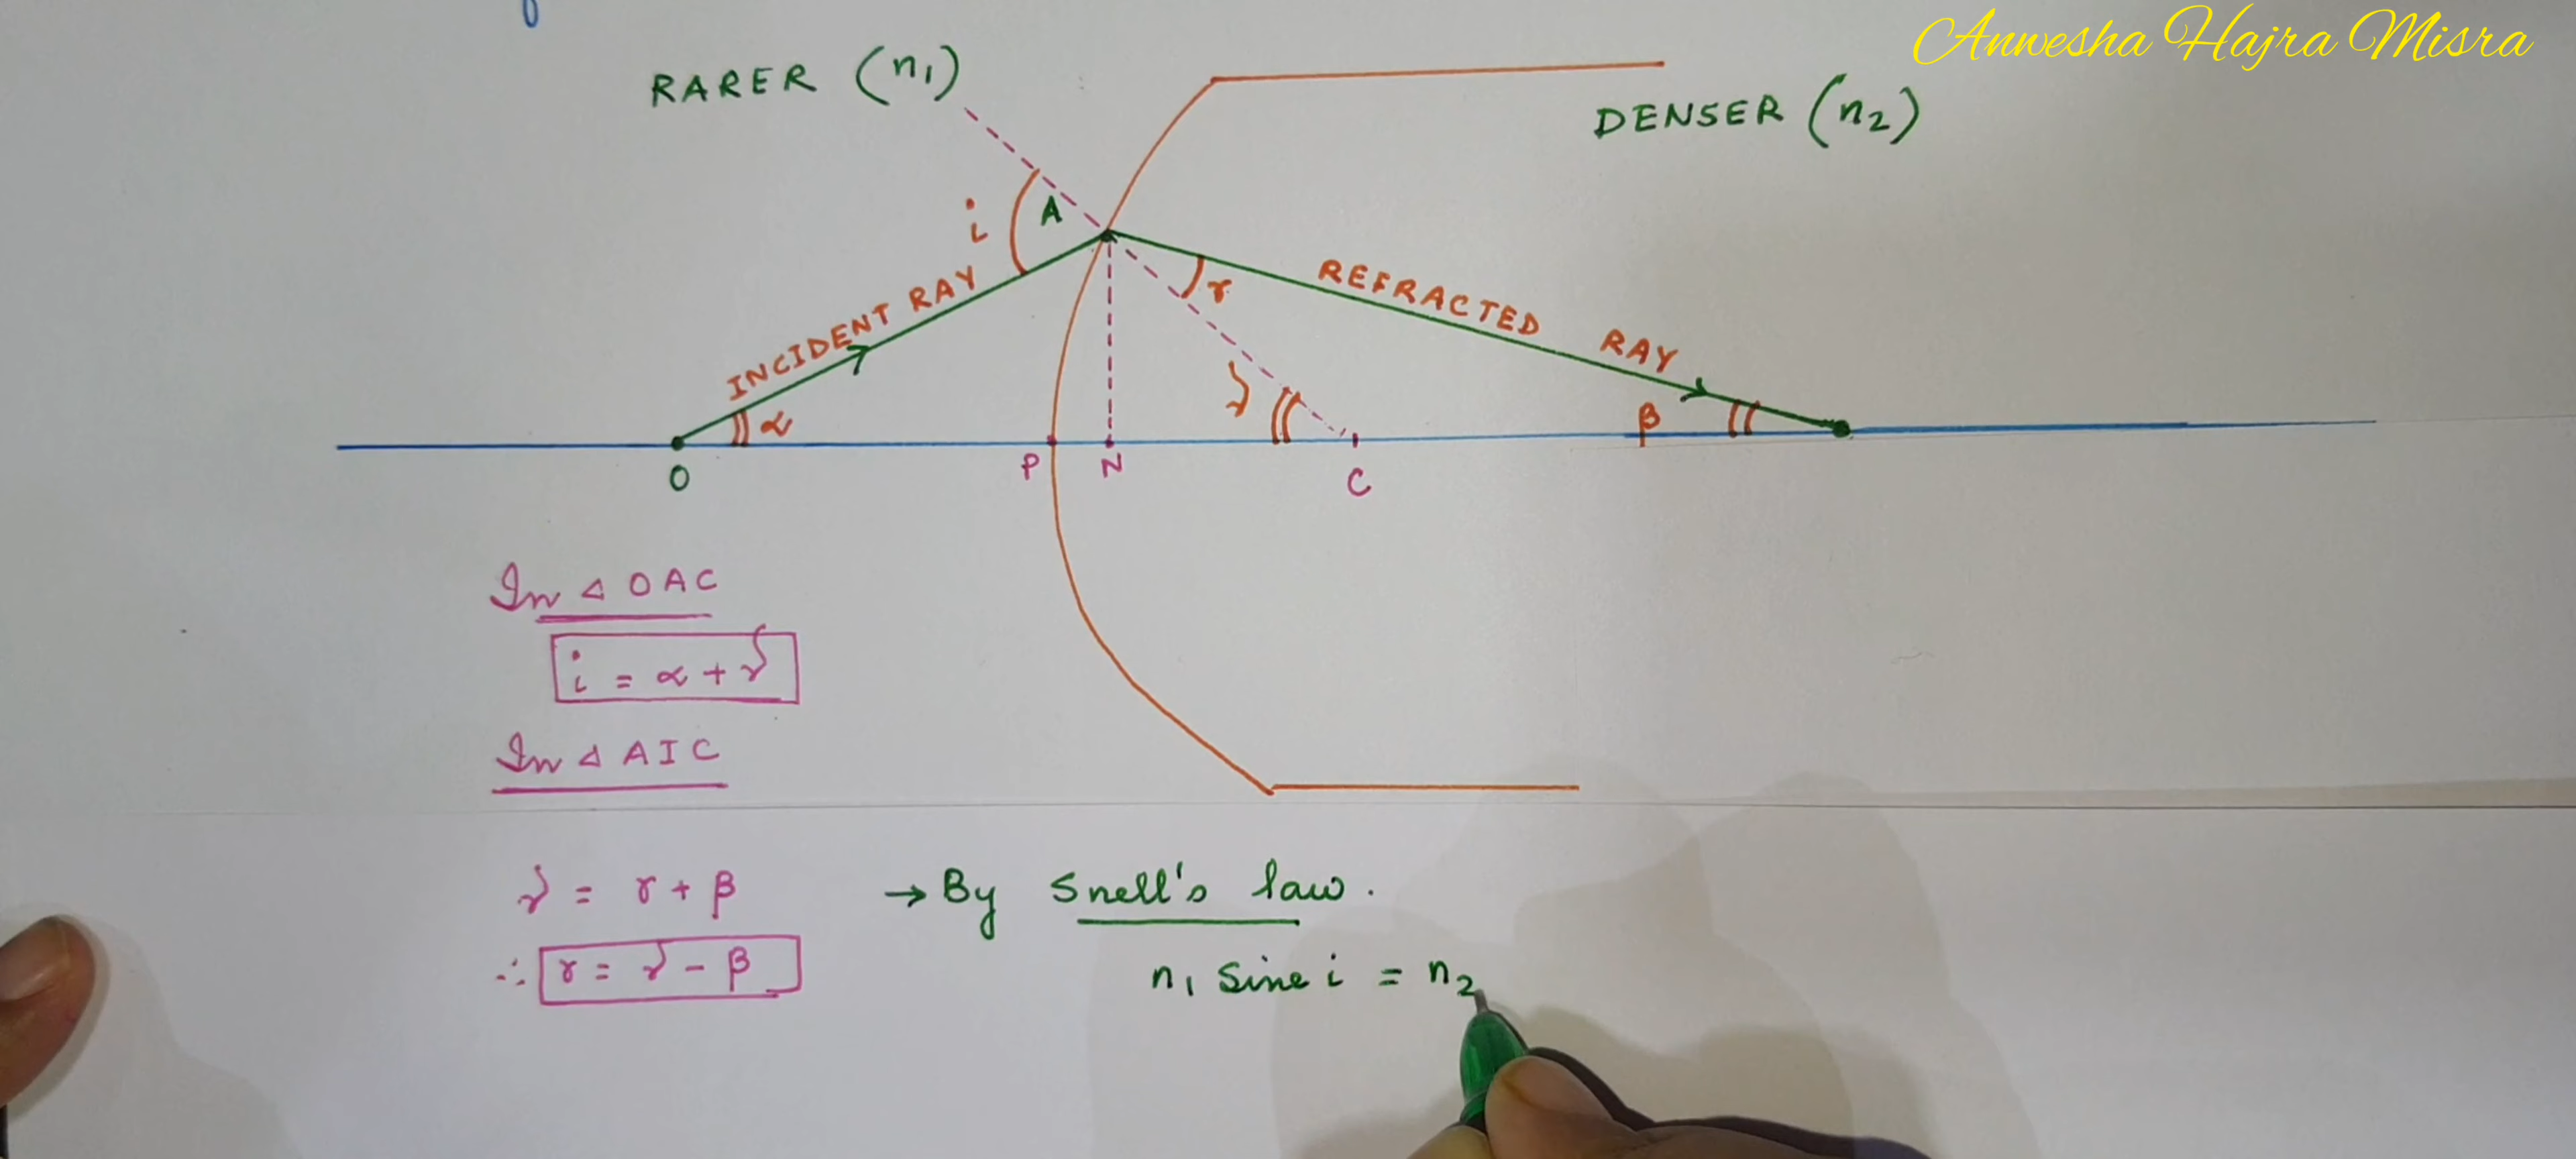 Anwesha Hajra Misra
RARER (n₁)
DENSER (n₂)
i
A
r
INCIDENT RAY
REFRACTED RAY
α
γ
β
O
P
N
C
In △ OAC
i = α + γ
In △ AIC
γ = r + β
∴ r = γ - β
→ By Snell's law.
n₁ Sine i = n₂